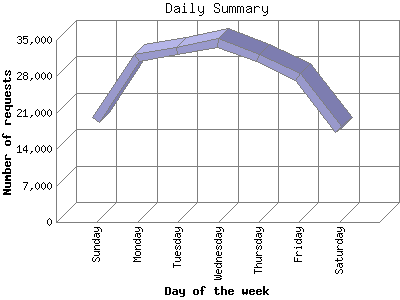 Daily Summary
Number of requests
35,000
28,000
21,000
14,000
7,000
0
Sunday
Monday
Tuesday
Wednesday
Thursday
Friday
Saturday
Day of the week